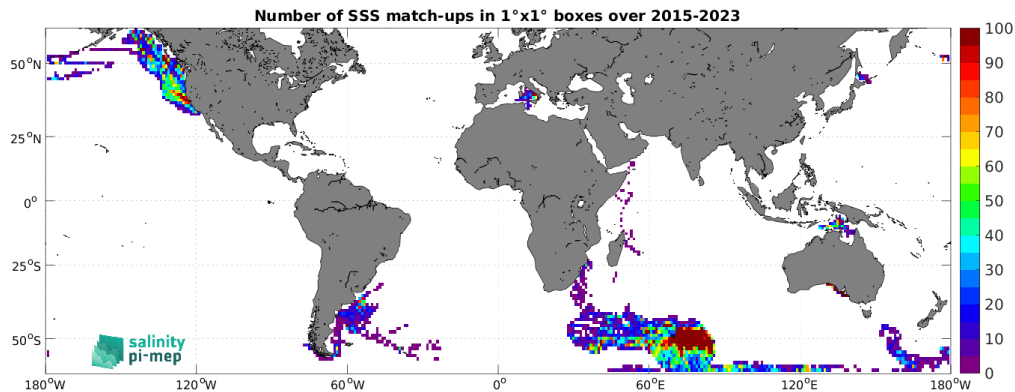 Number of SSS match-ups in 1°x1° boxes over 2015-2023
100
90
80
70
60
50
40
30
20
10
0
50°N
25°N
0°
25°S
50°S
salinity
pi-mep
180°W
120°W
60°W
0°
60°E
120°E
180°W